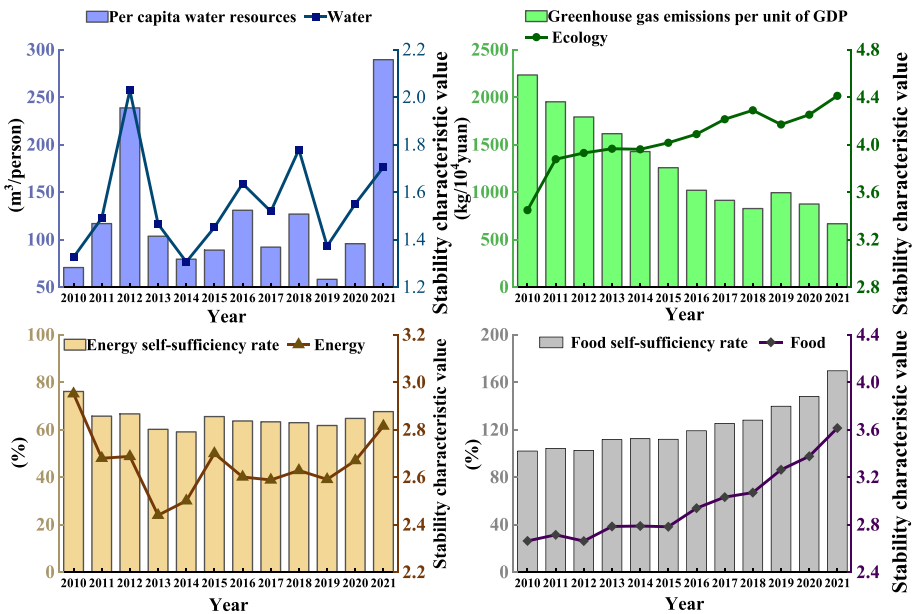 Per capita water resources Water
300
250
200
150
100
50
(m³/person)
2.2
2.0
1.8
1.6
1.4
1.2
Stability characteristic value
2010 2011 2012 2013 2014 2015 2016 2017 2018 2019 2020 2021
Year
Greenhouse gas emissions per unit of GDP
Ecology
2500
2000
1500
1000
500
0
(kg/10⁴yuan)
4.8
4.4
4.0
3.6
3.2
2.8
Stability characteristic value
2010 2011 2012 2013 2014 2015 2016 2017 2018 2019 2020 2021
Year
Energy self-sufficiency rate Energy
100
80
60
40
20
0
(%)
3.2
3.0
2.8
2.6
2.4
2.2
Stability characteristic value
2010 2011 2012 2013 2014 2015 2016 2017 2018 2019 2020 2021
Year
Food self-sufficiency rate Food
200
160
120
80
40
0
(%)
4.4
4.0
3.6
3.2
2.8
2.4
Stability characteristic value
2010 2011 2012 2013 2014 2015 2016 2017 2018 2019 2020 2021
Year